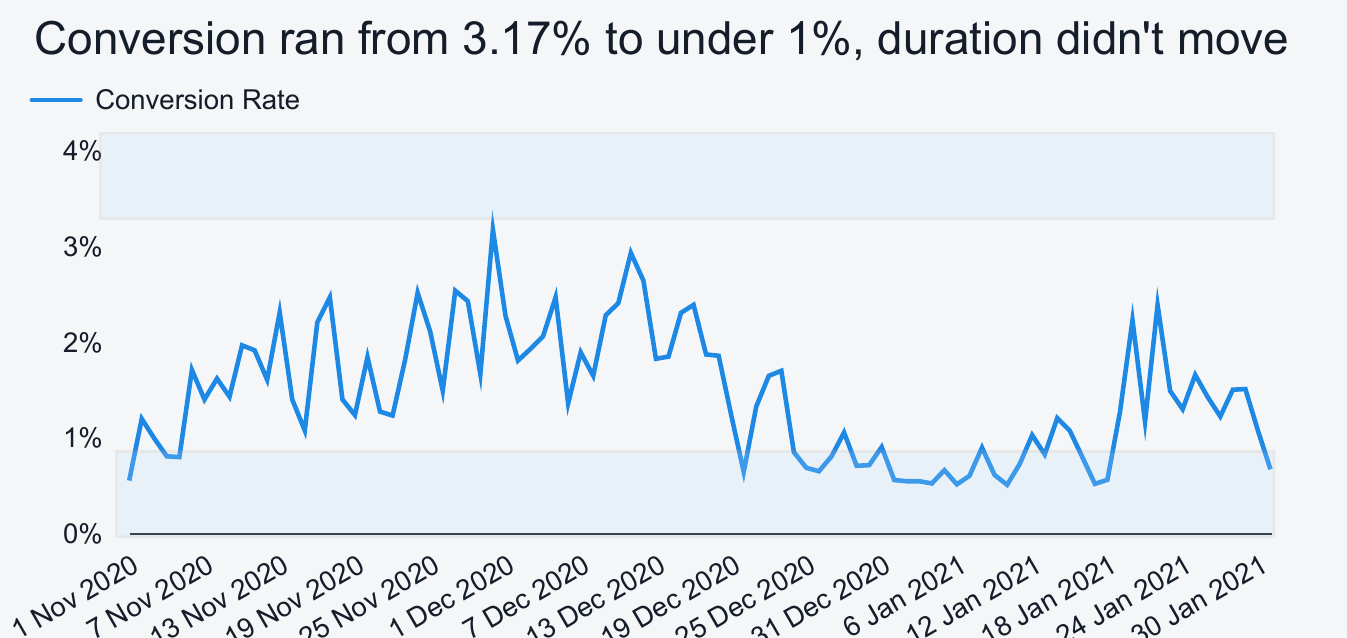 Conversion ran from 3.17% to under 1%, duration didn't move
Conversion Rate
4%
3%
2%
1%
0%
1 Nov 2020
7 Nov 2020
13 Nov 2020
19 Nov 2020
25 Nov 2020
1 Dec 2020
7 Dec 2020
13 Dec 2020
19 Dec 2020
25 Dec 2020
31 Dec 2020
6 Jan 2021
12 Jan 2021
18 Jan 2021
24 Jan 2021
30 Jan 2021